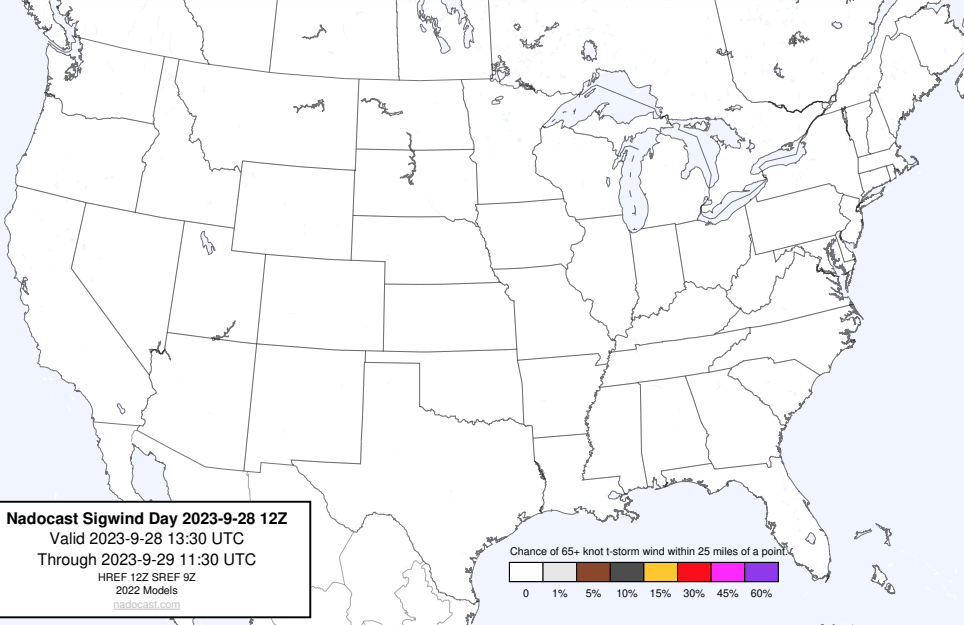 Nadocast Sigwind Day 2023-9-28 12Z
Valid 2023-9-28 13:30 UTC
Through 2023-9-29 11:30 UTC
HREF 12Z SREF 9Z
2022 Models
nadocast.com
Chance of 65+ knot t-storm wind within 25 miles of a point.
0 1% 5% 10% 15% 30% 45% 60%